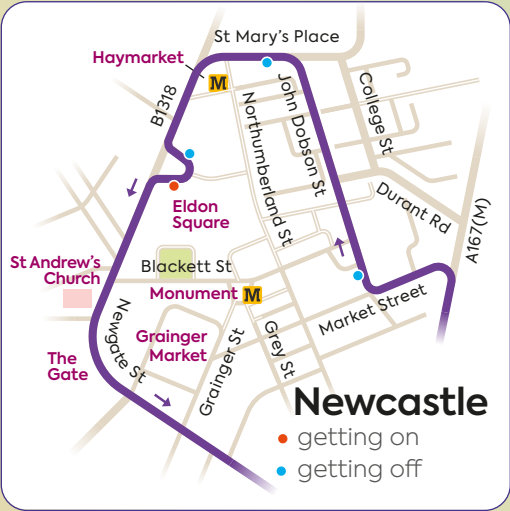 St Mary's Place
Haymarket
M
B1318
John Dobson St
College St
Northumberland St
Durant Rd
A167(M)
Eldon
Square
St Andrew's
Church
Blackett St
Monument
M
Market Street
Newgate St
Grainger
Market
Grainger St
Grey St
The
Gate
Newcastle
getting on
getting off